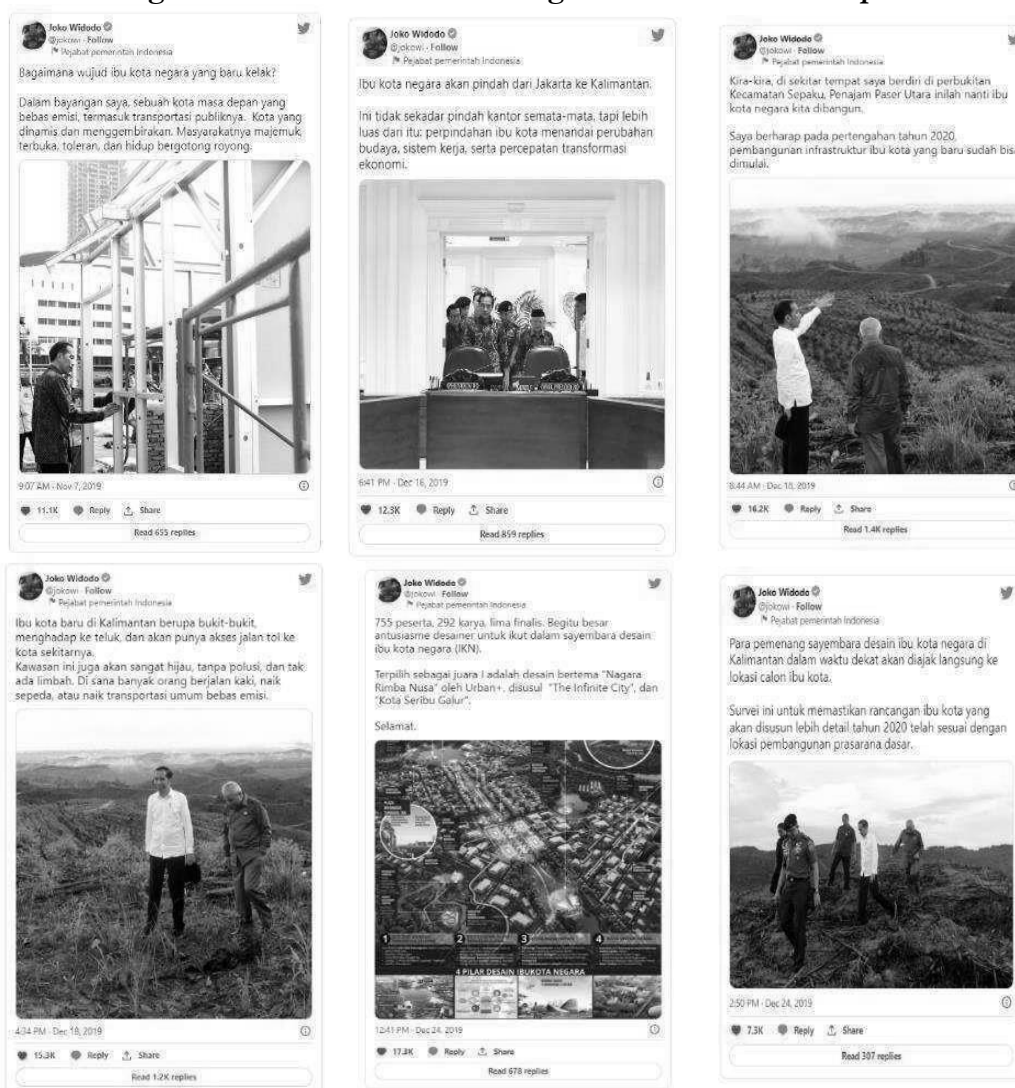 Joko Widodo
@jokowi · Follow
Pejabat pemerintah Indonesia
Bagaimana wujud ibu kota negara yang baru kelak?
Dalam bayangan saya, sebuah kota masa depan yang
bebas emisi, termasuk transportasi publiknya. Kota yang
dinamis dan menggembirakan. Masyarakatnya majemuk,
terbuka, toleran, dan hidup bergotong royong.
9:07 AM · Nov 7, 2019
11.1K Reply Share
Read 655 replies
Joko Widodo
@jokowi · Follow
Pejabat pemerintah Indonesia
Ibu kota negara akan pindah dari Jakarta ke Kalimantan.
Ini tidak sekadar pindah kantor semata-mata, tapi lebih
luas dari itu: perpindahan ibu kota menandai perubahan
budaya, sistem kerja, serta percepatan transformasi
ekonomi.
6:41 PM · Dec 16, 2019
12.3K Reply Share
Read 859 replies
Joko Widodo
@jokowi · Follow
Pejabat pemerintah Indonesia
Kira-kira, di sekitar tempat saya berdiri di perbukitan
Kecamatan Sepaku, Penajam Paser Utara inilah nanti ibu
kota negara kita dibangun.
Saya berharap pada pertengahan tahun 2020,
pembangunan infrastruktur ibu kota yang baru sudah bisa
dimulai.
8:44 AM · Dec 18, 2019
16.2K Reply Share
Read 1.4K replies
Joko Widodo
@jokowi · Follow
Pejabat pemerintah Indonesia
Ibu kota baru di Kalimantan berupa bukit-bukit,
menghadap ke teluk, dan akan punya akses jalan tol ke
kota sekitarnya.
Kawasan ini juga akan sangat hijau, tanpa polusi, dan tak
ada limbah. Di sana banyak orang berjalan kaki, naik
sepeda, atau naik transportasi umum bebas emisi.
4:34 PM · Dec 18, 2019
15.3K Reply Share
Read 1.2K replies
Joko Widodo
@jokowi · Follow
Pejabat pemerintah Indonesia
755 peserta, 292 karya, lima finalis. Begitu besar
antusiasme desainer untuk ikut dalam sayembara desain
ibu kota negara (IKN).
Terpilih sebagai juara I adalah desain bertema "Nagara
Rimba Nusa" oleh Urban+, disusul "The Infinite City", dan
"Kota Seribu Galur".
Selamat.
1 2 3 4
4 PILAR DESAIN IBUKOTA NEGARA
12:41 PM · Dec 24, 2019
17.3K Reply Share
Read 678 replies
Joko Widodo
@jokowi · Follow
Pejabat pemerintah Indonesia
Para pemenang sayembara desain ibu kota negara di
Kalimantan dalam waktu dekat akan diajak langsung ke
lokasi calon ibu kota.
Survei ini untuk memastikan rancangan ibu kota yang
akan disusun lebih detail tahun 2020 telah sesuai dengan
lokasi pembangunan prasarana dasar.
2:50 PM · Dec 24, 2019
7.3K Reply Share
Read 307 replies